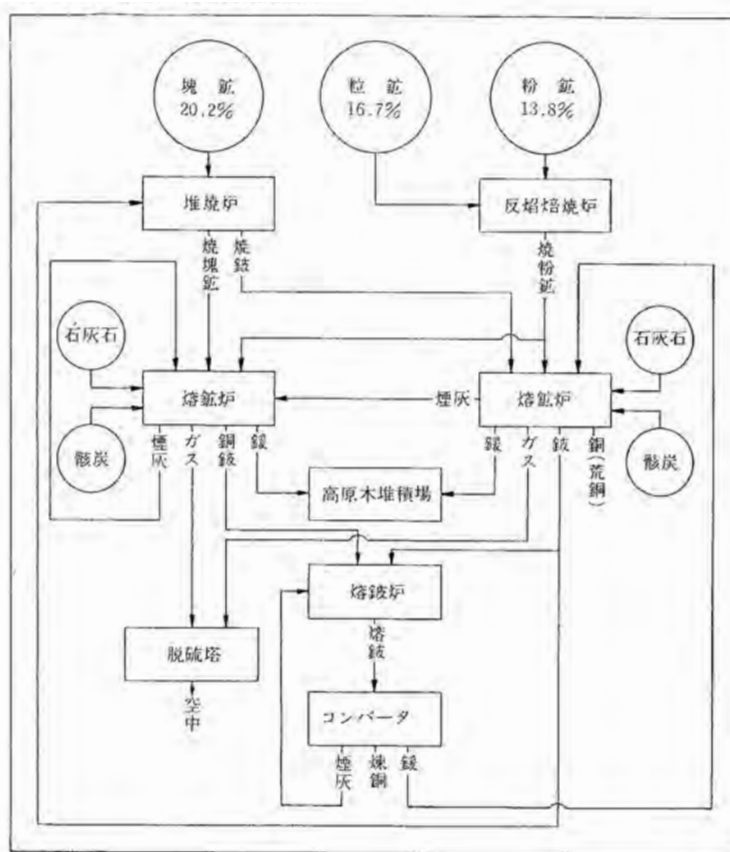 塊鉱
20.2%
粒鉱
16.7%
粉鉱
13.8%
堆焼炉
反焰焙焼炉
焼塊鉱
焼鈹
焼粉鉱
石灰石
石灰石
熔鉱炉
煙灰
熔鉱炉
骸炭
骸炭
煙灰
ガス
銅鈹
鍰
鍰
ガス
鈹
銅(荒銅)
高原木堆積場
熔鈹炉
熔鈹
脱硫塔
空中
コンバータ
煙灰
煉銅
鍰